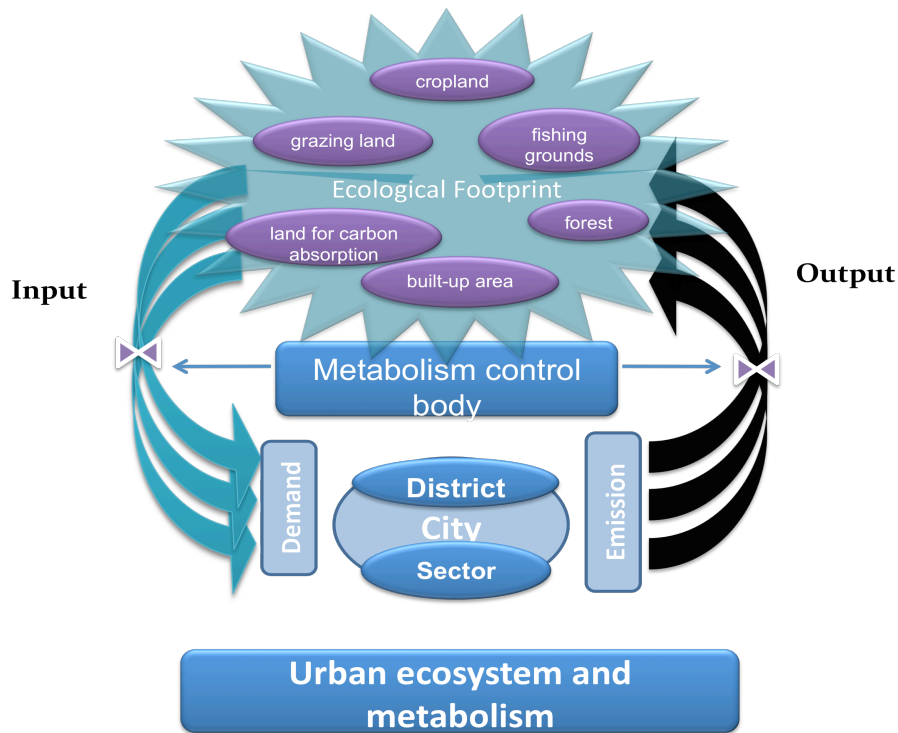 cropland
grazing land
fishing
grounds
Ecological Footprint
forest
land for carbon
absorption
built-up area
Input
Output
Metabolism control
body
Demand
District
City
Sector
Emission
Urban ecosystem and
metabolism